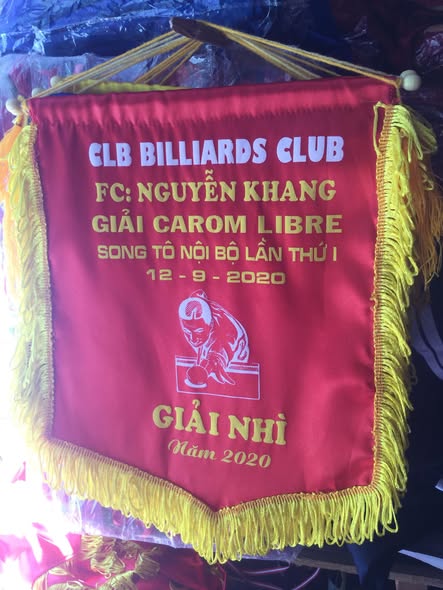 CLB BILLIARDS CLUB
FC: NGUYỄN KHANG
GIẢI CAROM LIBRE
SONG TÔ NỘI BỘ LẦN THỨ I
12 - 9 - 2020
GIẢI NHÌ
Năm 2020